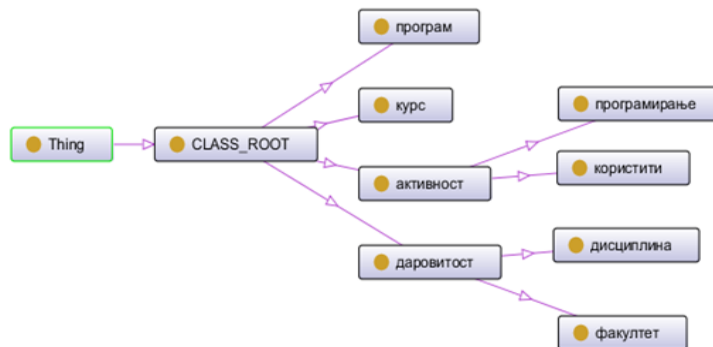 програм
курс
програмирање
Thing
CLASS_ROOT
активност
користити
даровитост
дисциплина
факултет